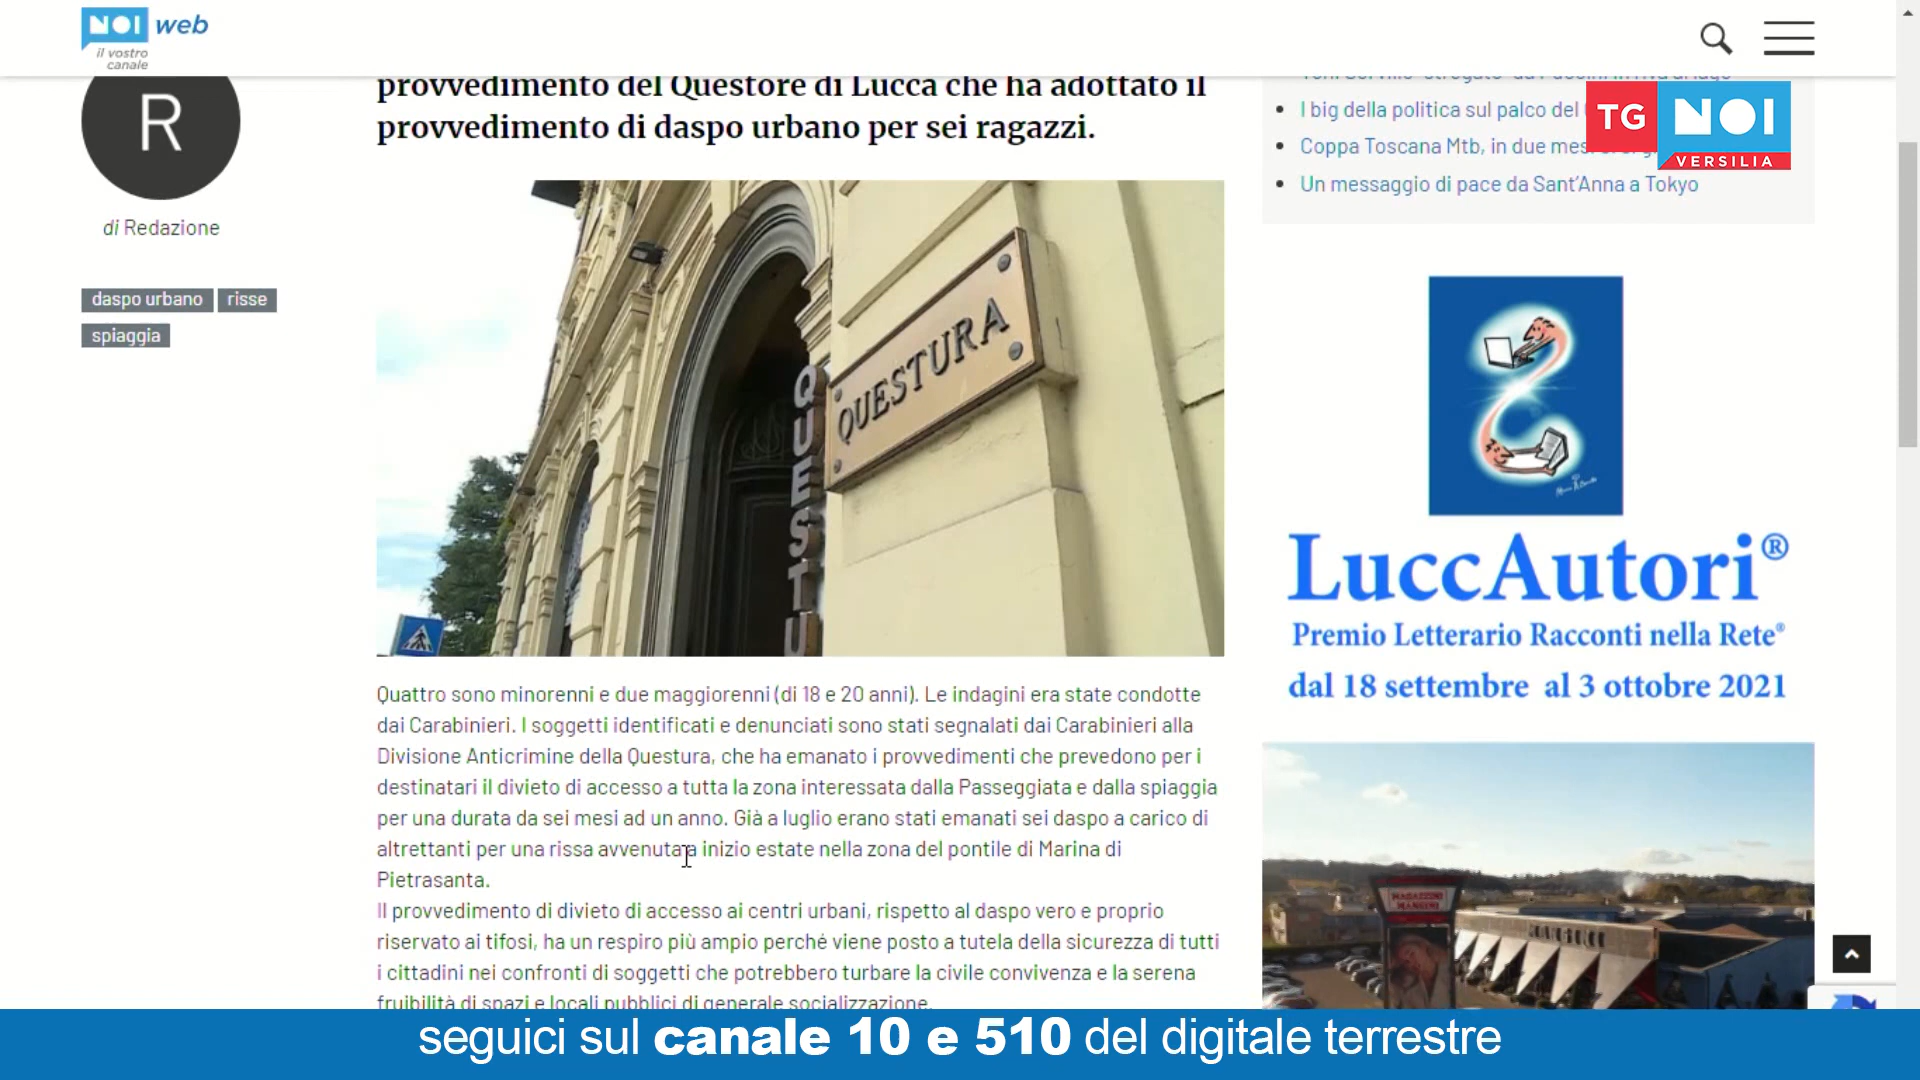 NOI web
il vostro
canale
R
di Redazione
daspo urbano risse
spiaggia
provvedimento del Questore di Lucca che ha adottato il
provvedimento di daspo urbano per sei ragazzi.
QUESTURA
QUESTU
Quattro sono minorenni e due maggiorenni (di 18 e 20 anni). Le indagini era state condotte
dai Carabinieri. I soggetti identificati e denunciati sono stati segnalati dai Carabinieri alla
Divisione Anticrimine della Questura, che ha emanato i provvedimenti che prevedono per i
destinatari il divieto di accesso a tutta la zona interessata dalla Passeggiata e dalla spiaggia
per una durata da sei mesi ad un anno. Già a luglio erano stati emanati sei daspo a carico di
altrettanti per una rissa avvenuta a inizio estate nella zona del pontile di Marina di
Pietrasanta.
Il provvedimento di divieto di accesso ai centri urbani, rispetto al daspo vero e proprio
riservato ai tifosi, ha un respiro più ampio perché viene posto a tutela della sicurezza di tutti
i cittadini nei confronti di soggetti che potrebbero turbare la civile convivenza e la serena
fruibilità di spazi e locali pubblici di generale socializzazione.
I big della politica sul palco del
Coppa Toscana Mtb, in due
Un messaggio di pace da Sant'Anna a Tokyo
TG NOI
VERSILIA
LuccAutori®
Premio Letterario Racconti nella Rete®
dal 18 settembre al 3 ottobre 2021
MAGAZZINI
MANCINI
seguici sul canale 10 e 510 del digitale terrestre